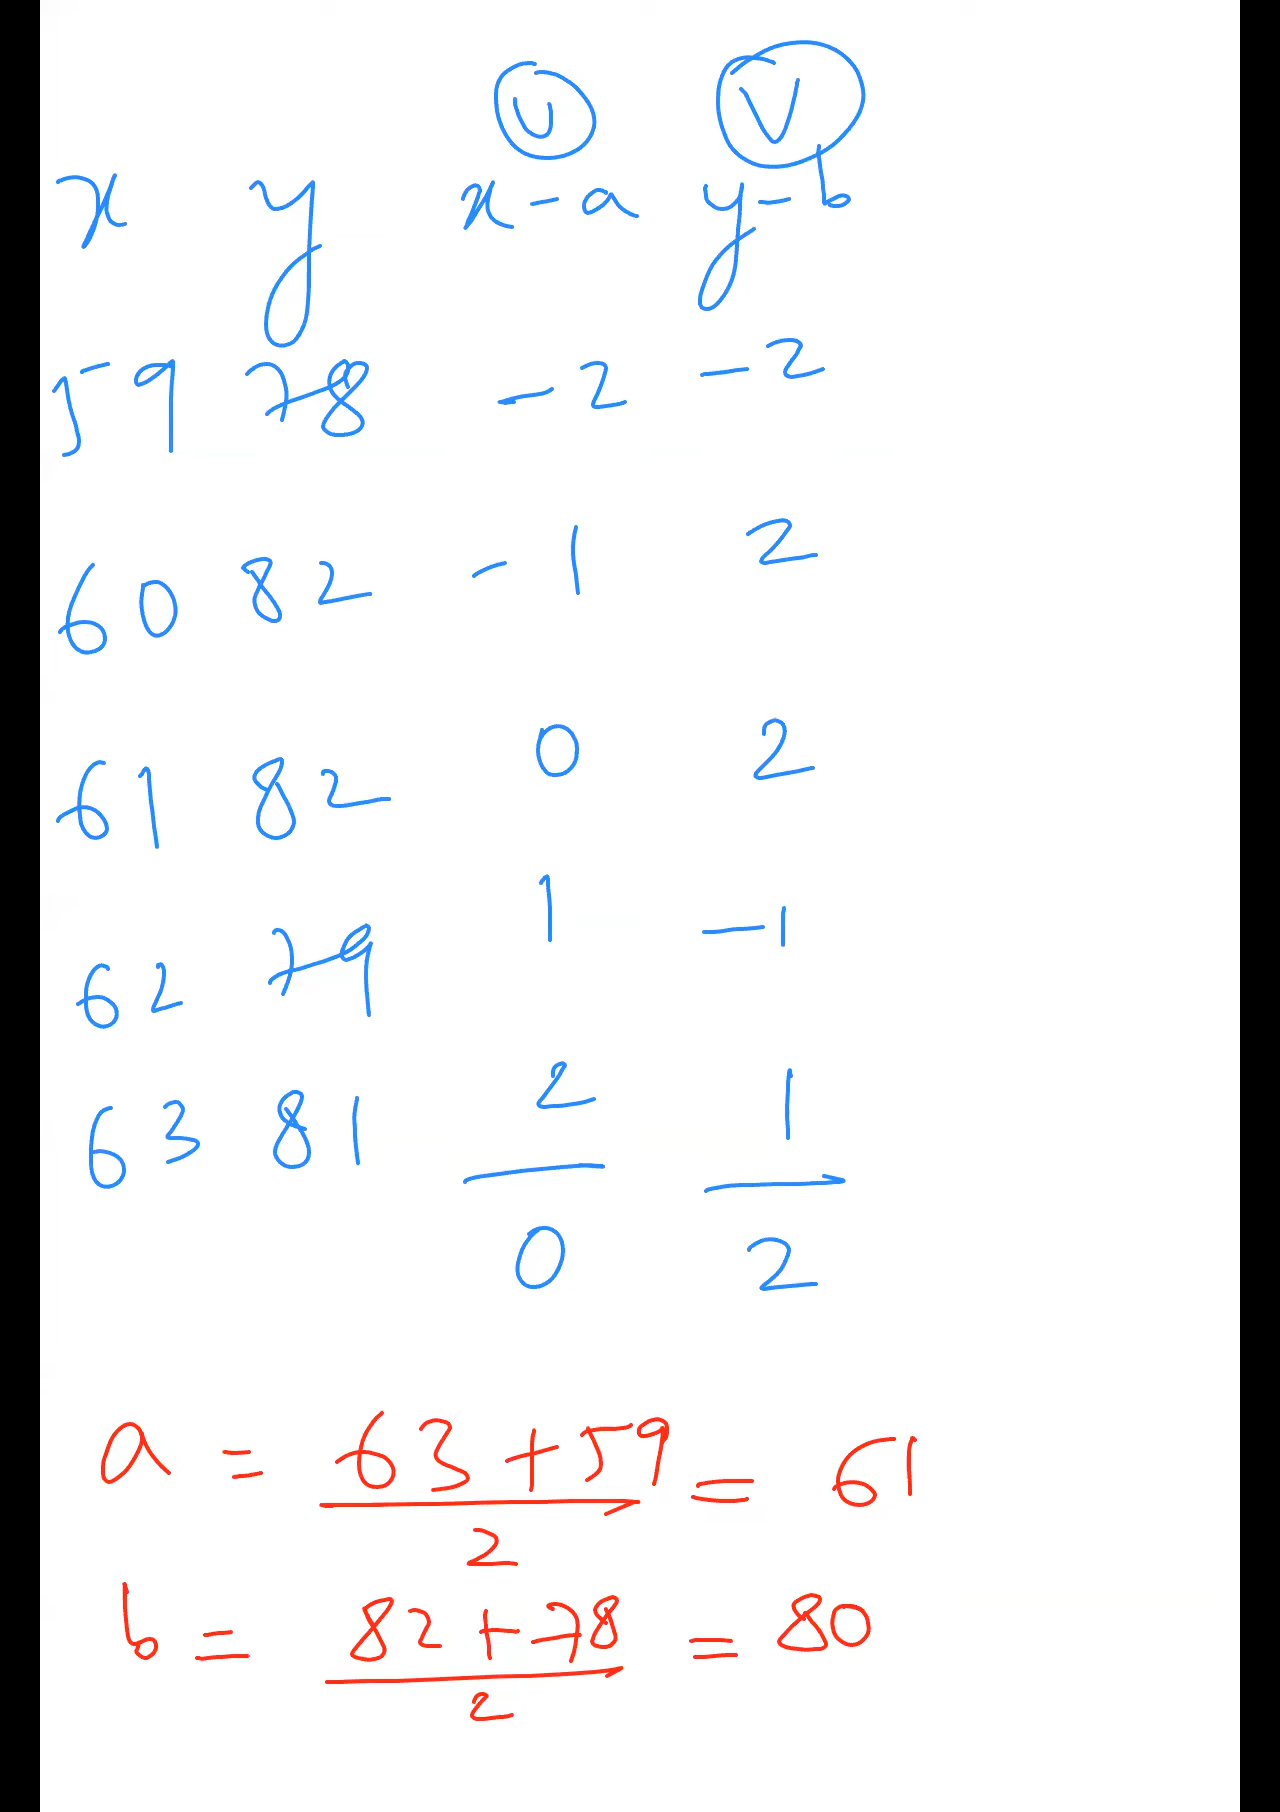 U V
x y x-a y-b
59 78 -2 -2
60 82 -1 2
61 82 0 2
62 79 1 -1
63 81 2 1
0 2
a = 63+59 = 61
2
b = 82+78 = 80
2